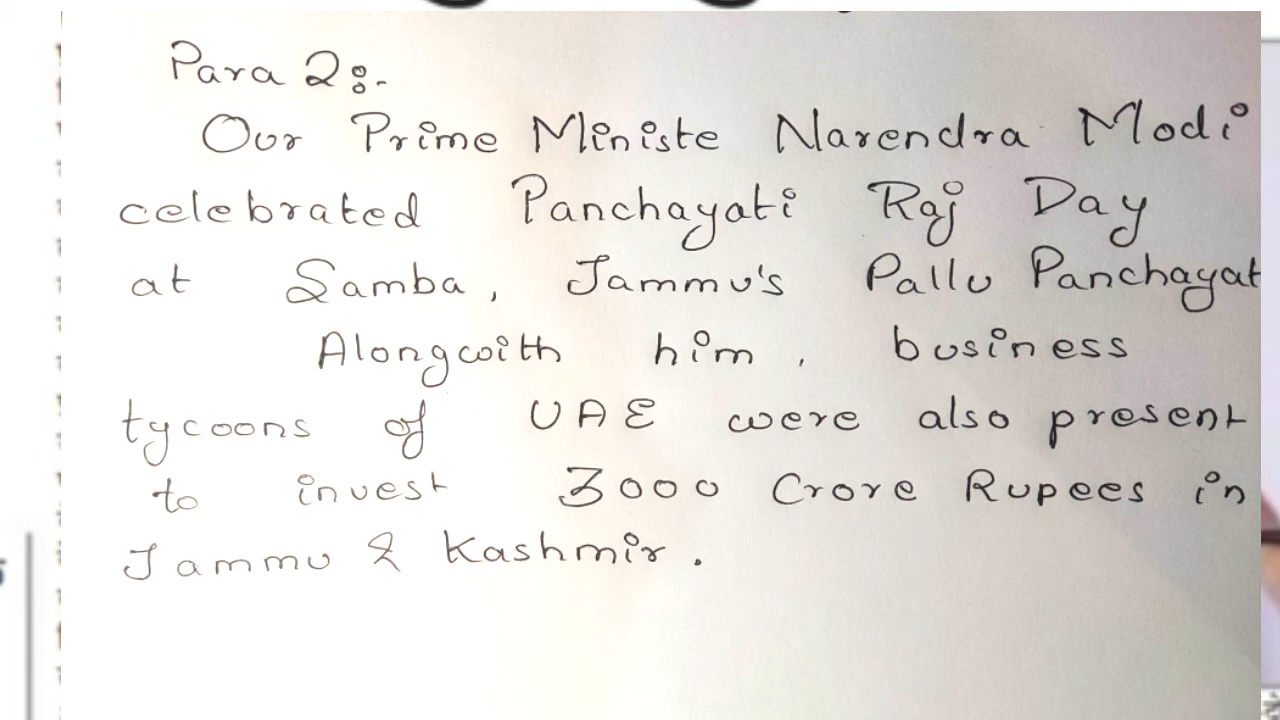 Para 2:-
Our Prime Ministe Narendra Modi
celebrated Panchayati Raj Day
at Samba, Jammu's Pallu Panchayat
Alongwith him, business
tycoons of UAE were also present
to invest 3000 Crore Rupees in
Jammu & Kashmir.